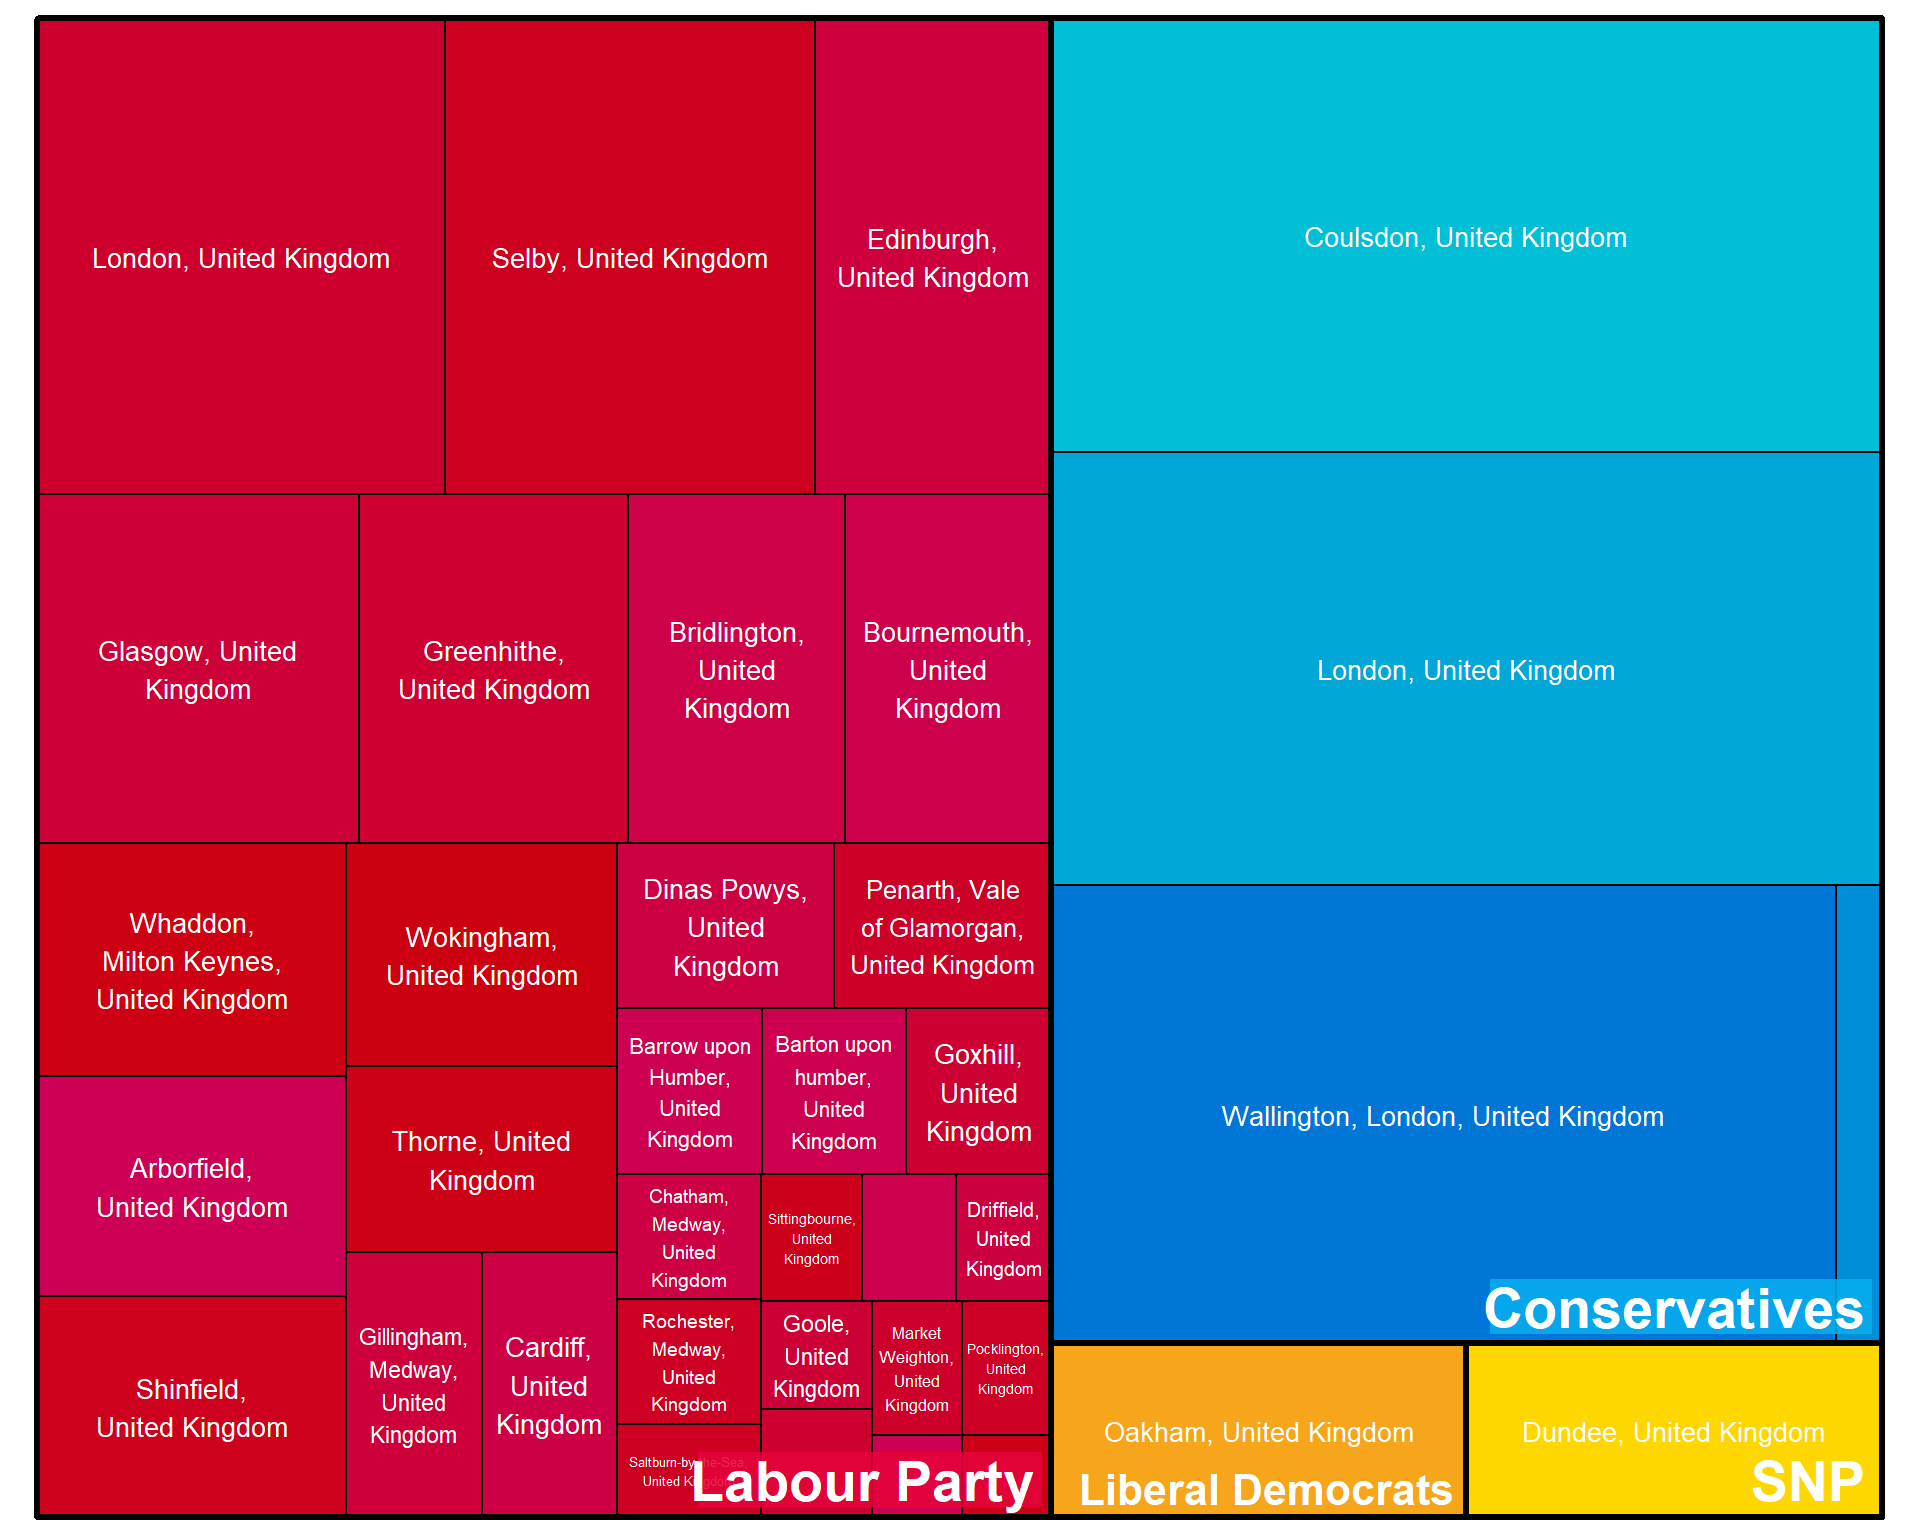 London, United Kingdom
Selby, United Kingdom
Edinburgh,
United Kingdom
Glasgow, United
Kingdom
Greenhithe,
United Kingdom
Bridlington,
United
Kingdom
Bournemouth,
United
Kingdom
Whaddon,
Milton Keynes,
United Kingdom
Wokingham,
United Kingdom
Dinas Powys,
United
Kingdom
Penarth, Vale
of Glamorgan,
United Kingdom
Arborfield,
United Kingdom
Thorne, United
Kingdom
Barrow upon
Humber,
United
Kingdom
Barton upon
humber,
United
Kingdom
Goxhill,
United
Kingdom
Shinfield,
United Kingdom
Gillingham,
Medway,
United
Kingdom
Cardiff,
United
Kingdom
Chatham,
Medway,
United
Kingdom
Sittingbourne,
United
Kingdom
Driffield,
United
Kingdom
Rochester,
Medway,
United
Kingdom
Goole,
United
Kingdom
Market
Weighton,
United
Kingdom
Pocklington,
United
Kingdom
Saltburn-by-the-Sea,
United Kingdom
Labour Party
Coulsdon, United Kingdom
London, United Kingdom
Wallington, London, United Kingdom
Conservatives
Oakham, United Kingdom
Liberal Democrats
Dundee, United Kingdom
SNP